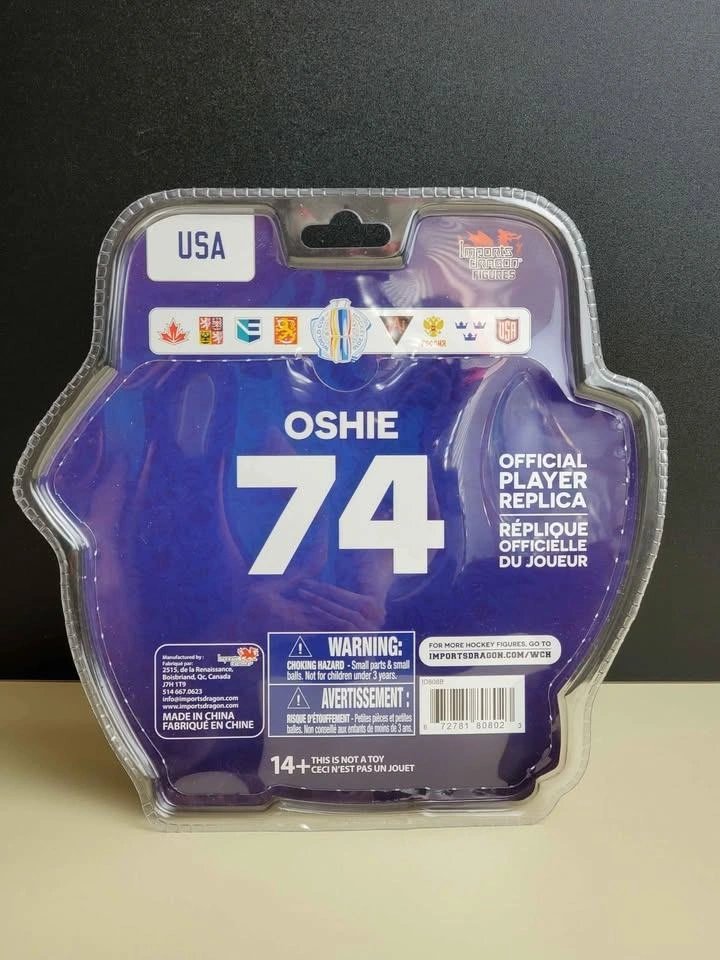 USA
Imports
Dragon
FIGURES
USA
OSHIE
74
OFFICIAL
PLAYER
REPLICA
RÉPLIQUE
OFFICIELLE
DU JOUEUR
Manufactured by :
Fabriqué par:
2515, de la Renaissance,
Boisbriand, Qc, Canada
J7H 1T9
514 667.0623
info@importsdragon.com
www.importsdragon.com
MADE IN CHINA
FABRIQUÉ EN CHINE
WARNING:
CHOKING HAZARD - Small parts & small
balls. Not for children under 3 years.
AVERTISSEMENT :
RISQUE D'ÉTOUFFEMENT - Petites pièces et petites
balles. Non conseillé aux enfants de moins de 3 ans.
FOR MORE HOCKEY FIGURES, GO TO
IMPORTSDRAGON.COM/WCH
6 72781 80802 3
14+ THIS IS NOT A TOY
CECI N'EST PAS UN JOUET